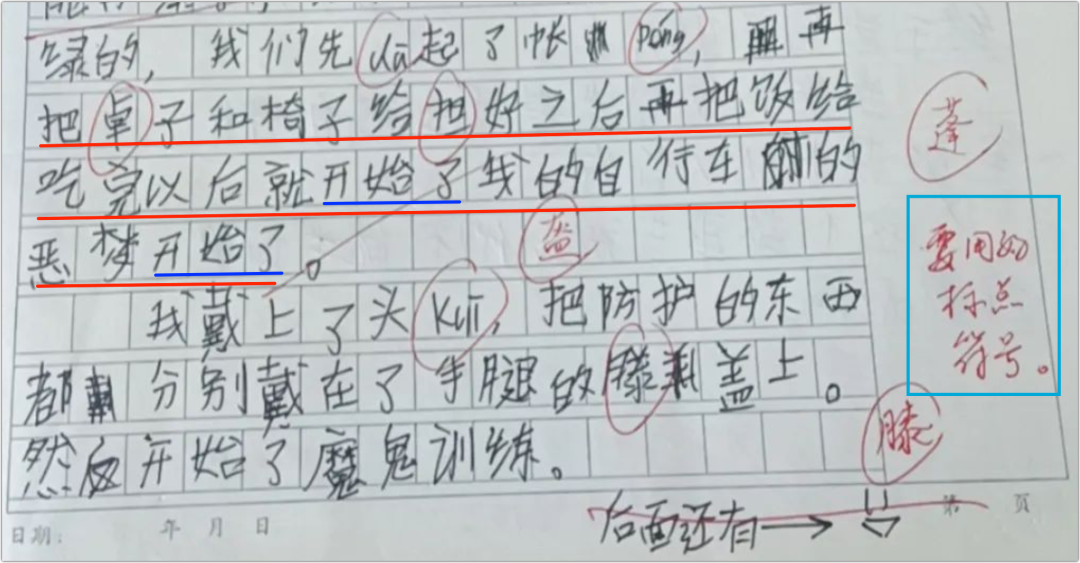 绿的，我们先dā起了帐péng，再
把桌子和椅子给担好之后再把饭给
吃完以后就开始了我的自行车的
恶梦开始了。
我戴上了头kuī，把防护的东西
都分别戴在了手腿的膝盖上。
然后开始了魔鬼训练。
蓬
盔
要用好
标点
符号。
膝
后面还有→
日期： 年 月 日
第 页